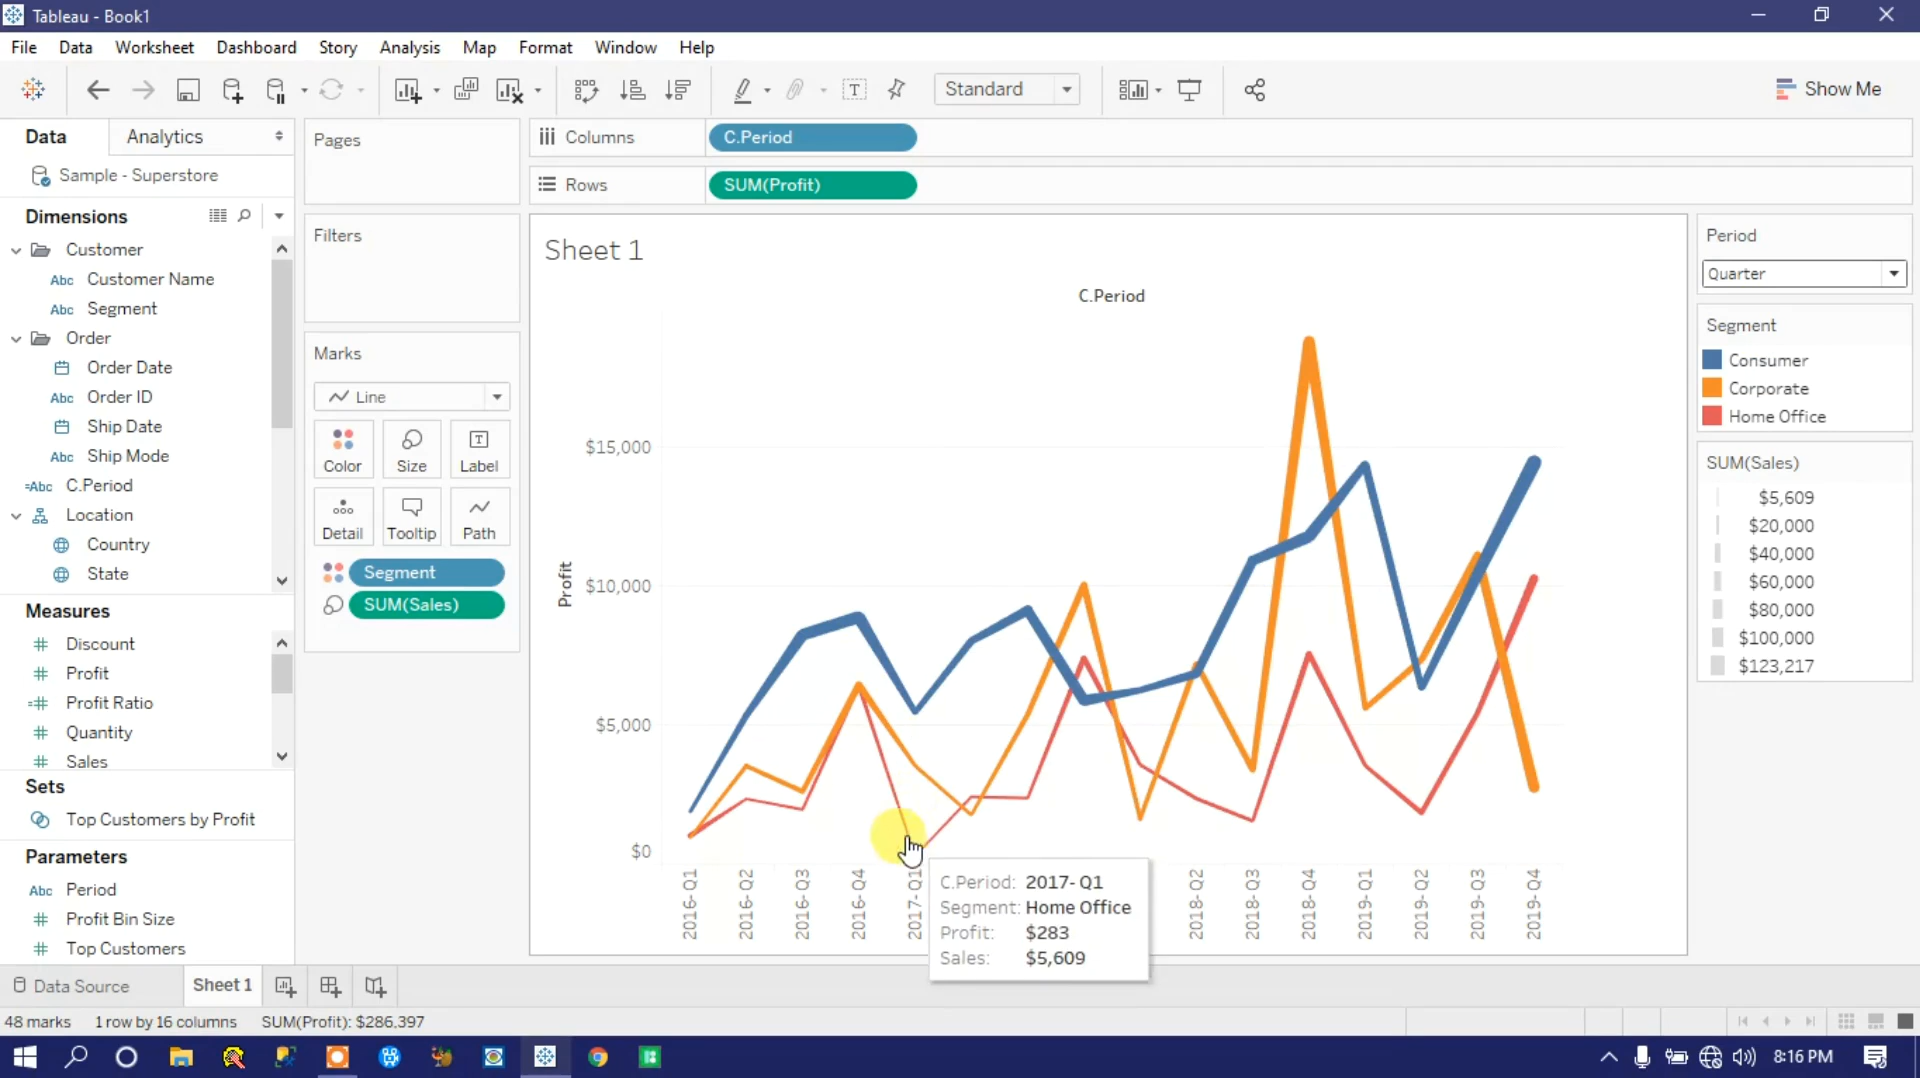 Tableau - Book1
File Data Worksheet Dashboard Story Analysis Map Format Window Help
Standard
Show Me
Data Analytics
Sample - Superstore
Dimensions
Customer
Abc Customer Name
Abc Segment
Order
Order Date
Abc Order ID
Ship Date
Abc Ship Mode
=Abc C.Period
Location
Country
State
Measures
# Discount
# Profit
=# Profit Ratio
# Quantity
# Sales
Sets
Top Customers by Profit
Parameters
Abc Period
# Profit Bin Size
# Top Customers
Pages
Filters
Marks
Line
Color Size Label
Detail Tooltip Path
Segment
SUM(Sales)
Columns C.Period
Rows SUM(Profit)
Sheet 1
C.Period
Profit
$15,000
$10,000
$5,000
$0
2016- Q1
2016- Q2
2016- Q3
2016- Q4
2017- Q1
2018- Q2
2018- Q3
2018- Q4
2019- Q1
2019- Q2
2019- Q3
2019- Q4
C.Period: 2017- Q1
Segment: Home Office
Profit: $283
Sales: $5,609
Period
Quarter
Segment
Consumer
Corporate
Home Office
SUM(Sales)
$5,609
$20,000
$40,000
$60,000
$80,000
$100,000
$123,217
Data Source Sheet 1
48 marks 1 row by 16 columns SUM(Profit): $286,397
8:16 PM